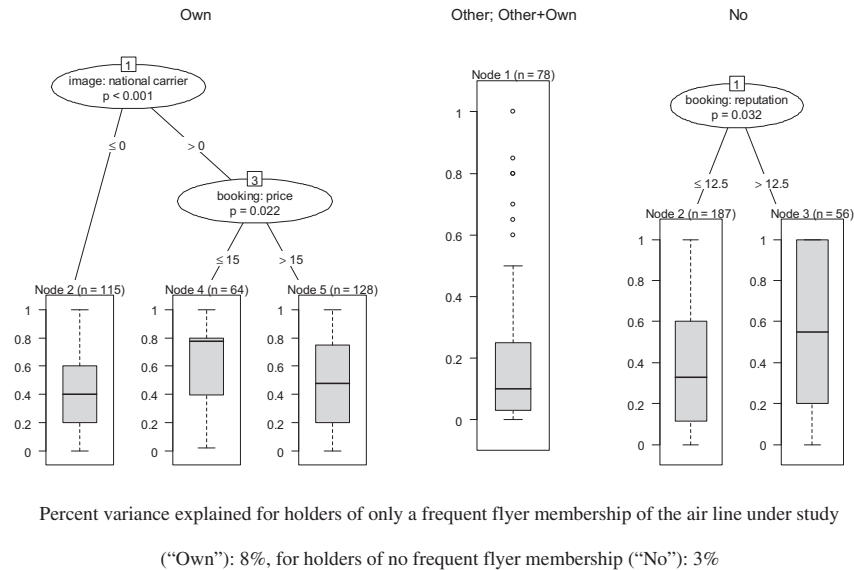 Own
Other; Other+Own
No
1
image: national carrier
p < 0.001
≤ 0
> 0
3
booking: price
p = 0.022
≤ 15
> 15
Node 2 (n = 115)
1
0.8
0.6
0.4
0.2
0
Node 4 (n = 64)
1
0.8
0.6
0.4
0.2
0
Node 5 (n = 128)
1
0.8
0.6
0.4
0.2
0
Node 1 (n = 78)
1
0.8
0.6
0.4
0.2
0
1
booking: reputation
p = 0.032
≤ 12.5
> 12.5
Node 2 (n = 187)
1
0.8
0.6
0.4
0.2
0
Node 3 (n = 56)
1
0.8
0.6
0.4
0.2
0
Percent variance explained for holders of only a frequent flyer membership of the air line under study
(“Own”): 8%, for holders of no frequent flyer membership (“No”): 3%